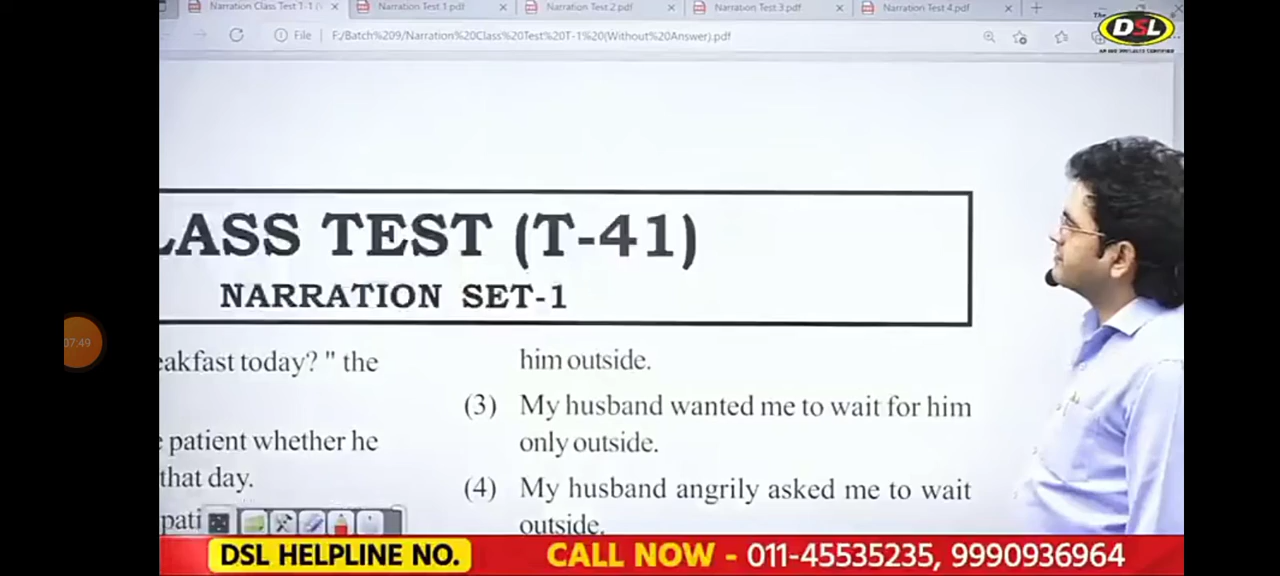 Narration Class Test 1-1
Narration Test 1.pdf
Narration Test 2.pdf
Narration Test 3.pdf
Narration Test 4.pdf
File
F:/Batch%209/Narration%20Class%20Test%20T-1%20(Without%20Answer).pdf
The
DSL
LASS TEST (T-41)
NARRATION SET-1
eakfast today? " the
patient whether he
that day.
pati
him outside.
(3) My husband wanted me to wait for him
only outside.
(4) My husband angrily asked me to wait
outside.
07:49
DSL HELPLINE NO.
CALL NOW - 011-45535235, 9990936964